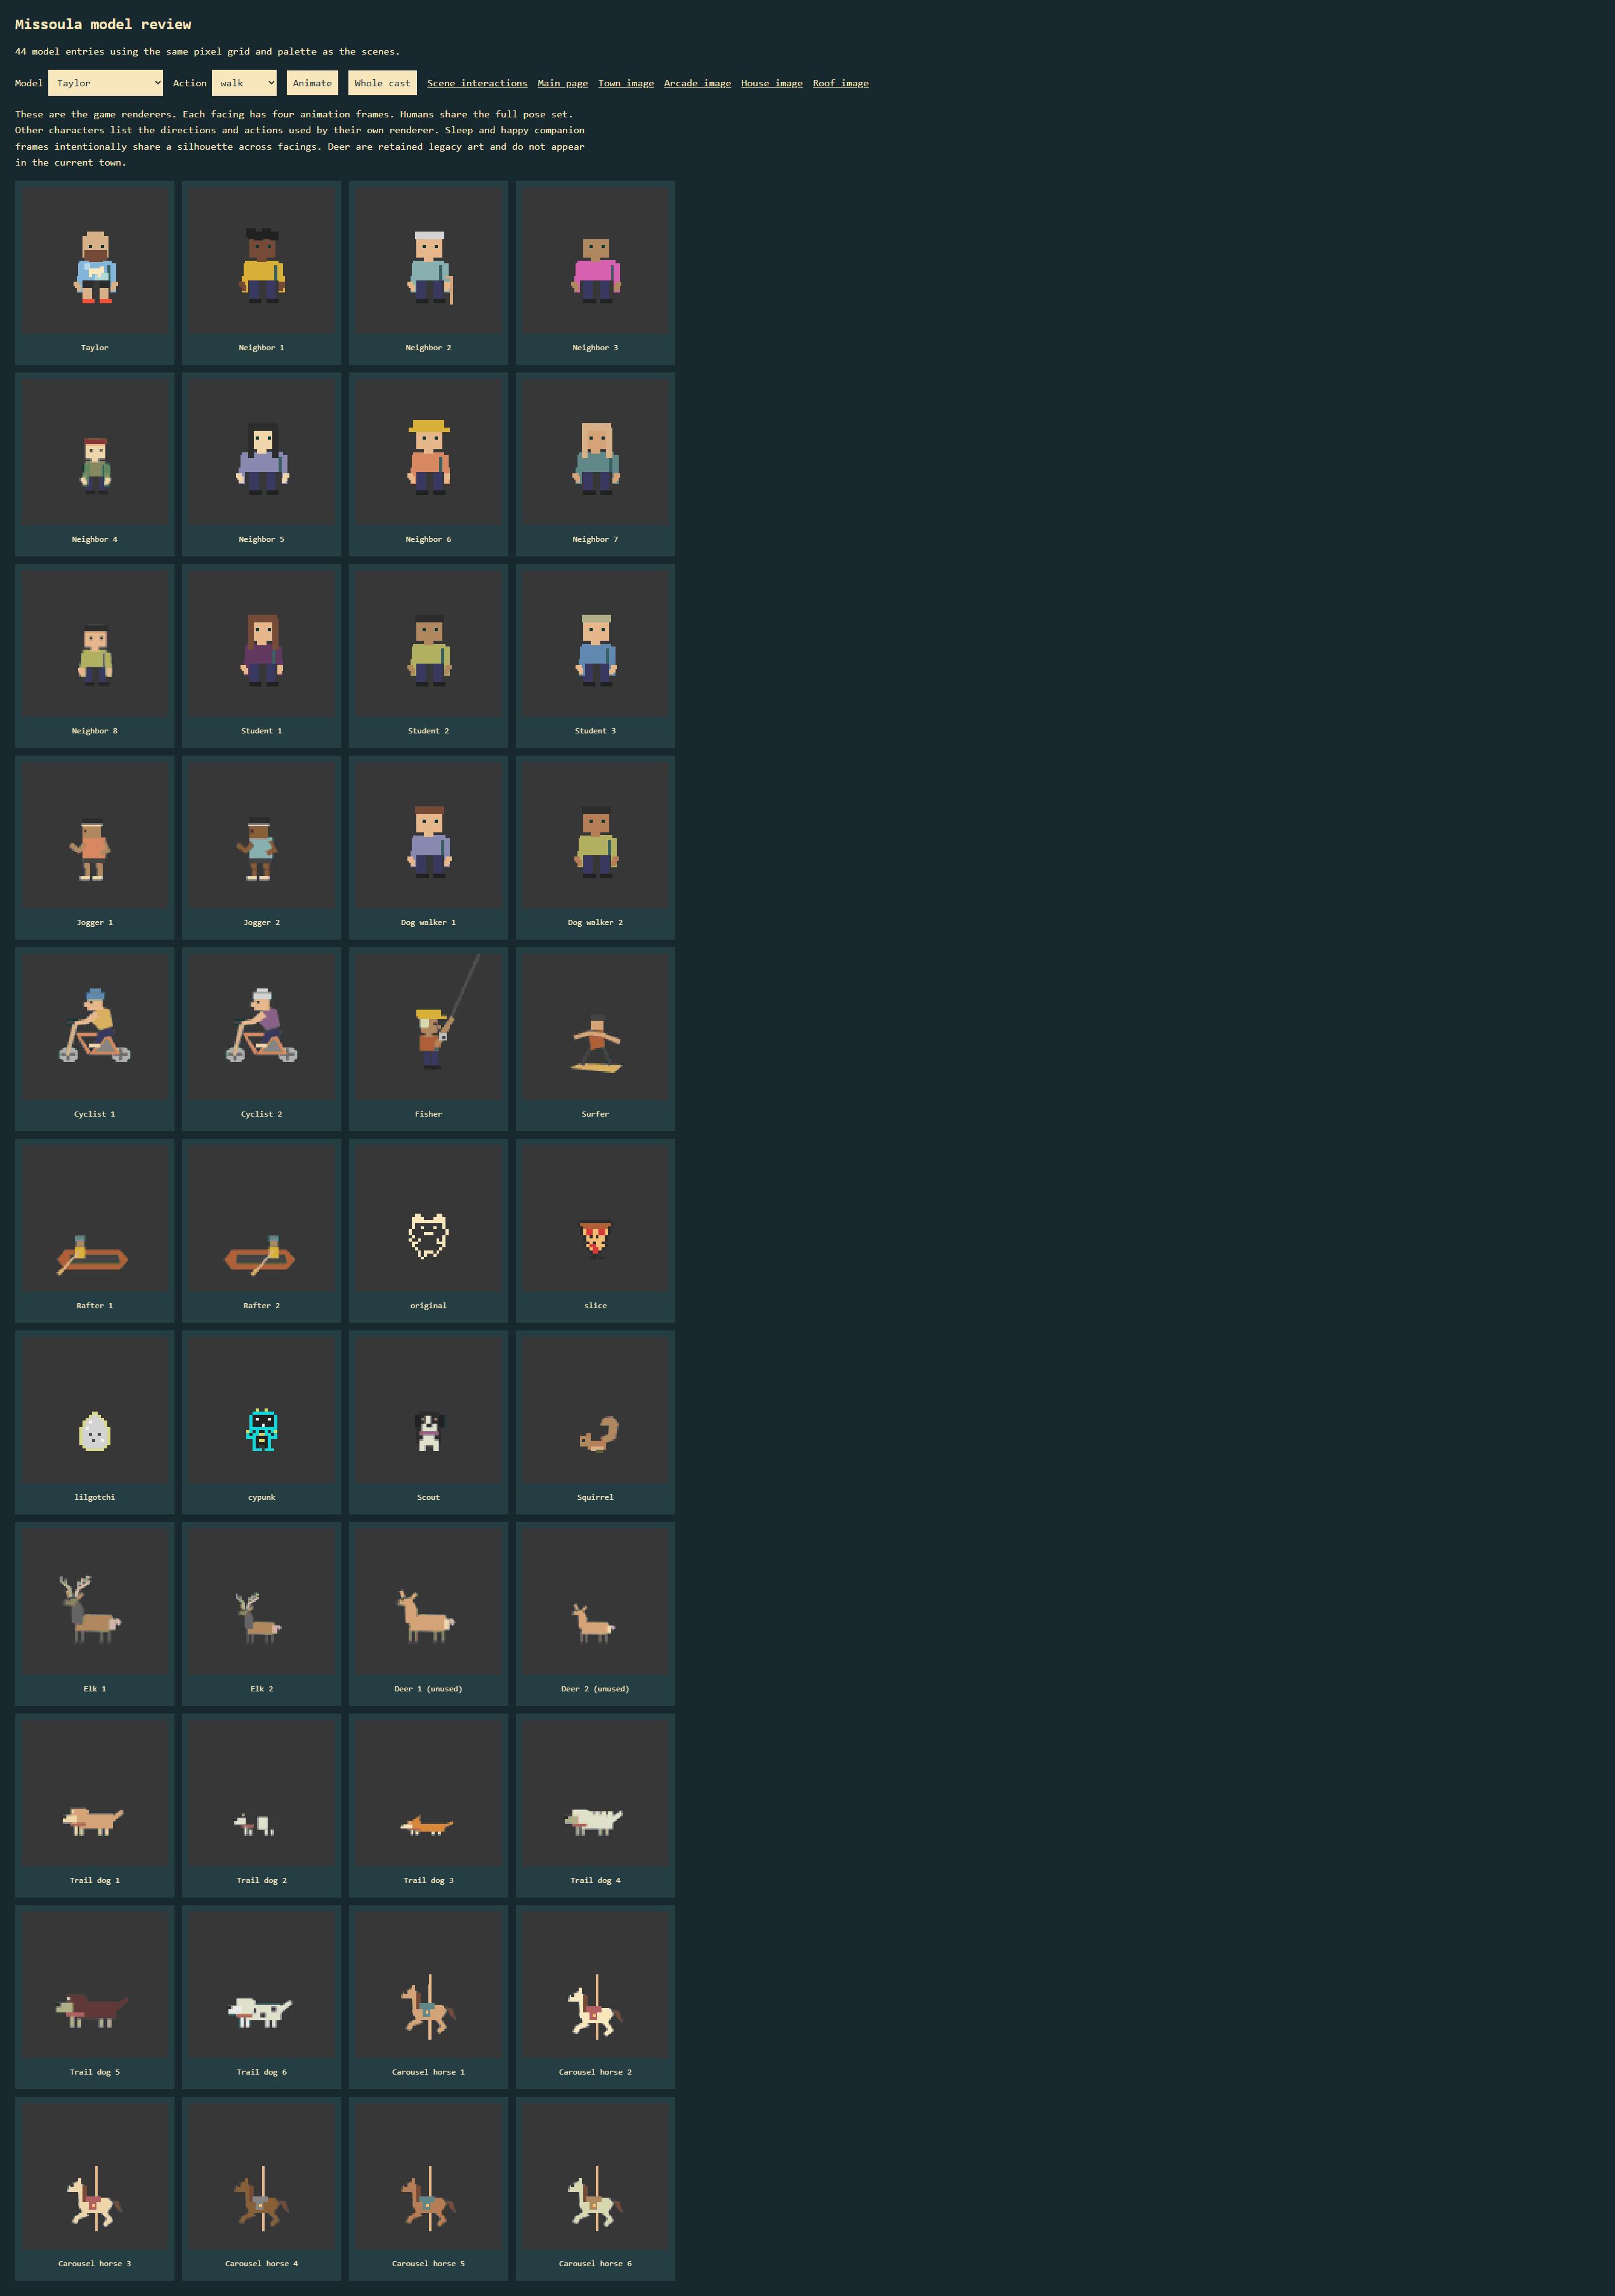 Missoula model review
44 model entries using the same pixel grid and palette as the scenes.
Model Taylor Action walk Animate Whole cast Scene interactions Main page Town image Arcade image House image Roof image
These are the game renderers. Each facing has four animation frames. Humans share the full pose set.
Other characters list the directions and actions used by their own renderer. Sleep and happy companion
frames intentionally share a silhouette across facings. Deer are retained legacy art and do not appear
in the current town.
Taylor Neighbor 1 Neighbor 2 Neighbor 3
Neighbor 4 Neighbor 5 Neighbor 6 Neighbor 7
Neighbor 8 Student 1 Student 2 Student 3
Jogger 1 Jogger 2 Dog walker 1 Dog walker 2
Cyclist 1 Cyclist 2 Fisher Surfer
Rafter 1 Rafter 2 original slice
lilgotchi cypunk Scout Squirrel
Elk 1 Elk 2 Deer 1 (unused) Deer 2 (unused)
Trail dog 1 Trail dog 2 Trail dog 3 Trail dog 4
Trail dog 5 Trail dog 6 Carousel horse 1 Carousel horse 2
Carousel horse 3 Carousel horse 4 Carousel horse 5 Carousel horse 6